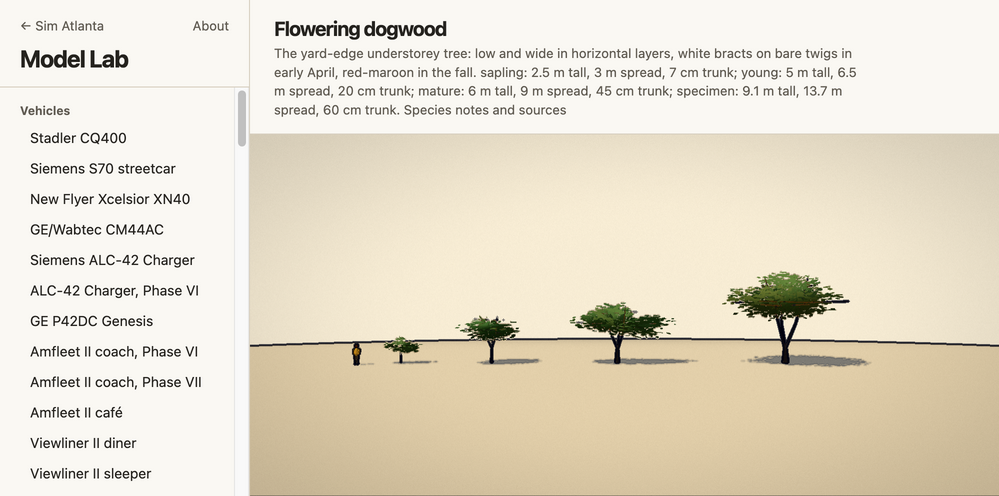 ← Sim Atlanta
About
Model Lab
Vehicles
Stadler CQ400
Siemens S70 streetcar
New Flyer Xcelsior XN40
GE/Wabtec CM44AC
Siemens ALC-42 Charger
ALC-42 Charger, Phase VI
GE P42DC Genesis
Amfleet II coach, Phase VI
Amfleet II coach, Phase VII
Amfleet II café
Viewliner II diner
Viewliner II sleeper
Flowering dogwood
The yard-edge understorey tree: low and wide in horizontal layers, white bracts on bare twigs in
early April, red-maroon in the fall. sapling: 2.5 m tall, 3 m spread, 7 cm trunk; young: 5 m tall, 6.5
m spread, 20 cm trunk; mature: 6 m tall, 9 m spread, 45 cm trunk; specimen: 9.1 m tall, 13.7 m
spread, 60 cm trunk. Species notes and sources